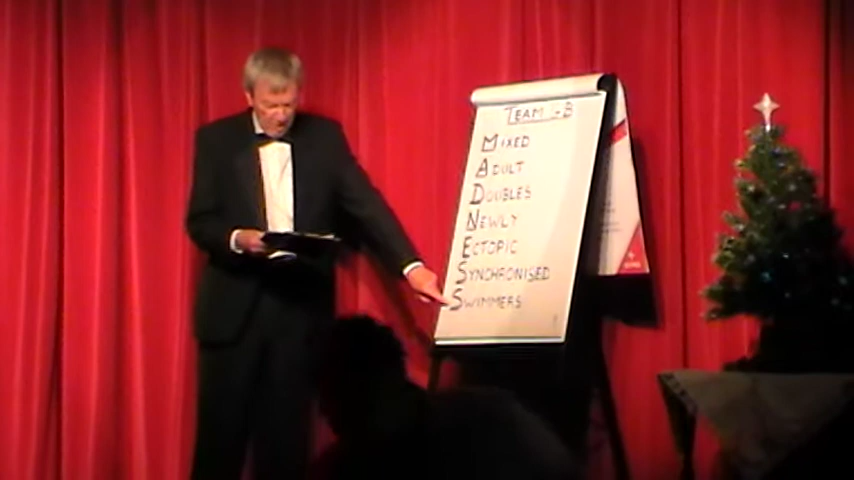 TEAM - B
MIXED
ADULT
DOUBLES
NEWLY
ECTOPIC
SYNCHRONISED
SWIMMERS